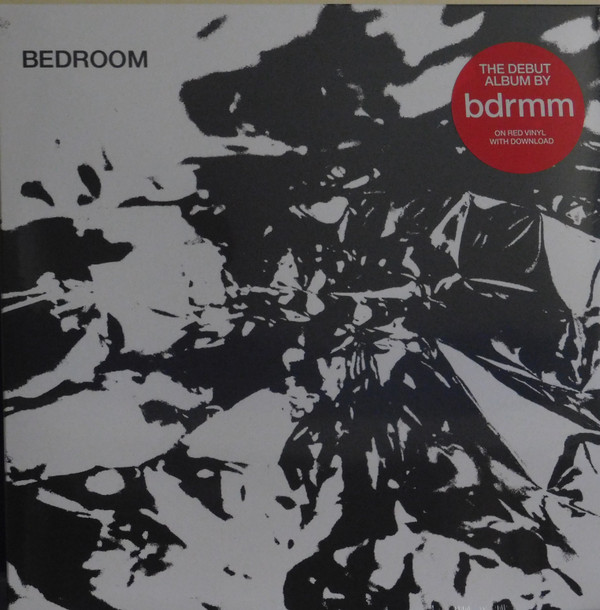 BEDROOM
THE DEBUT
ALBUM BY
bdrmm
ON RED VINYL
WITH DOWNLOAD